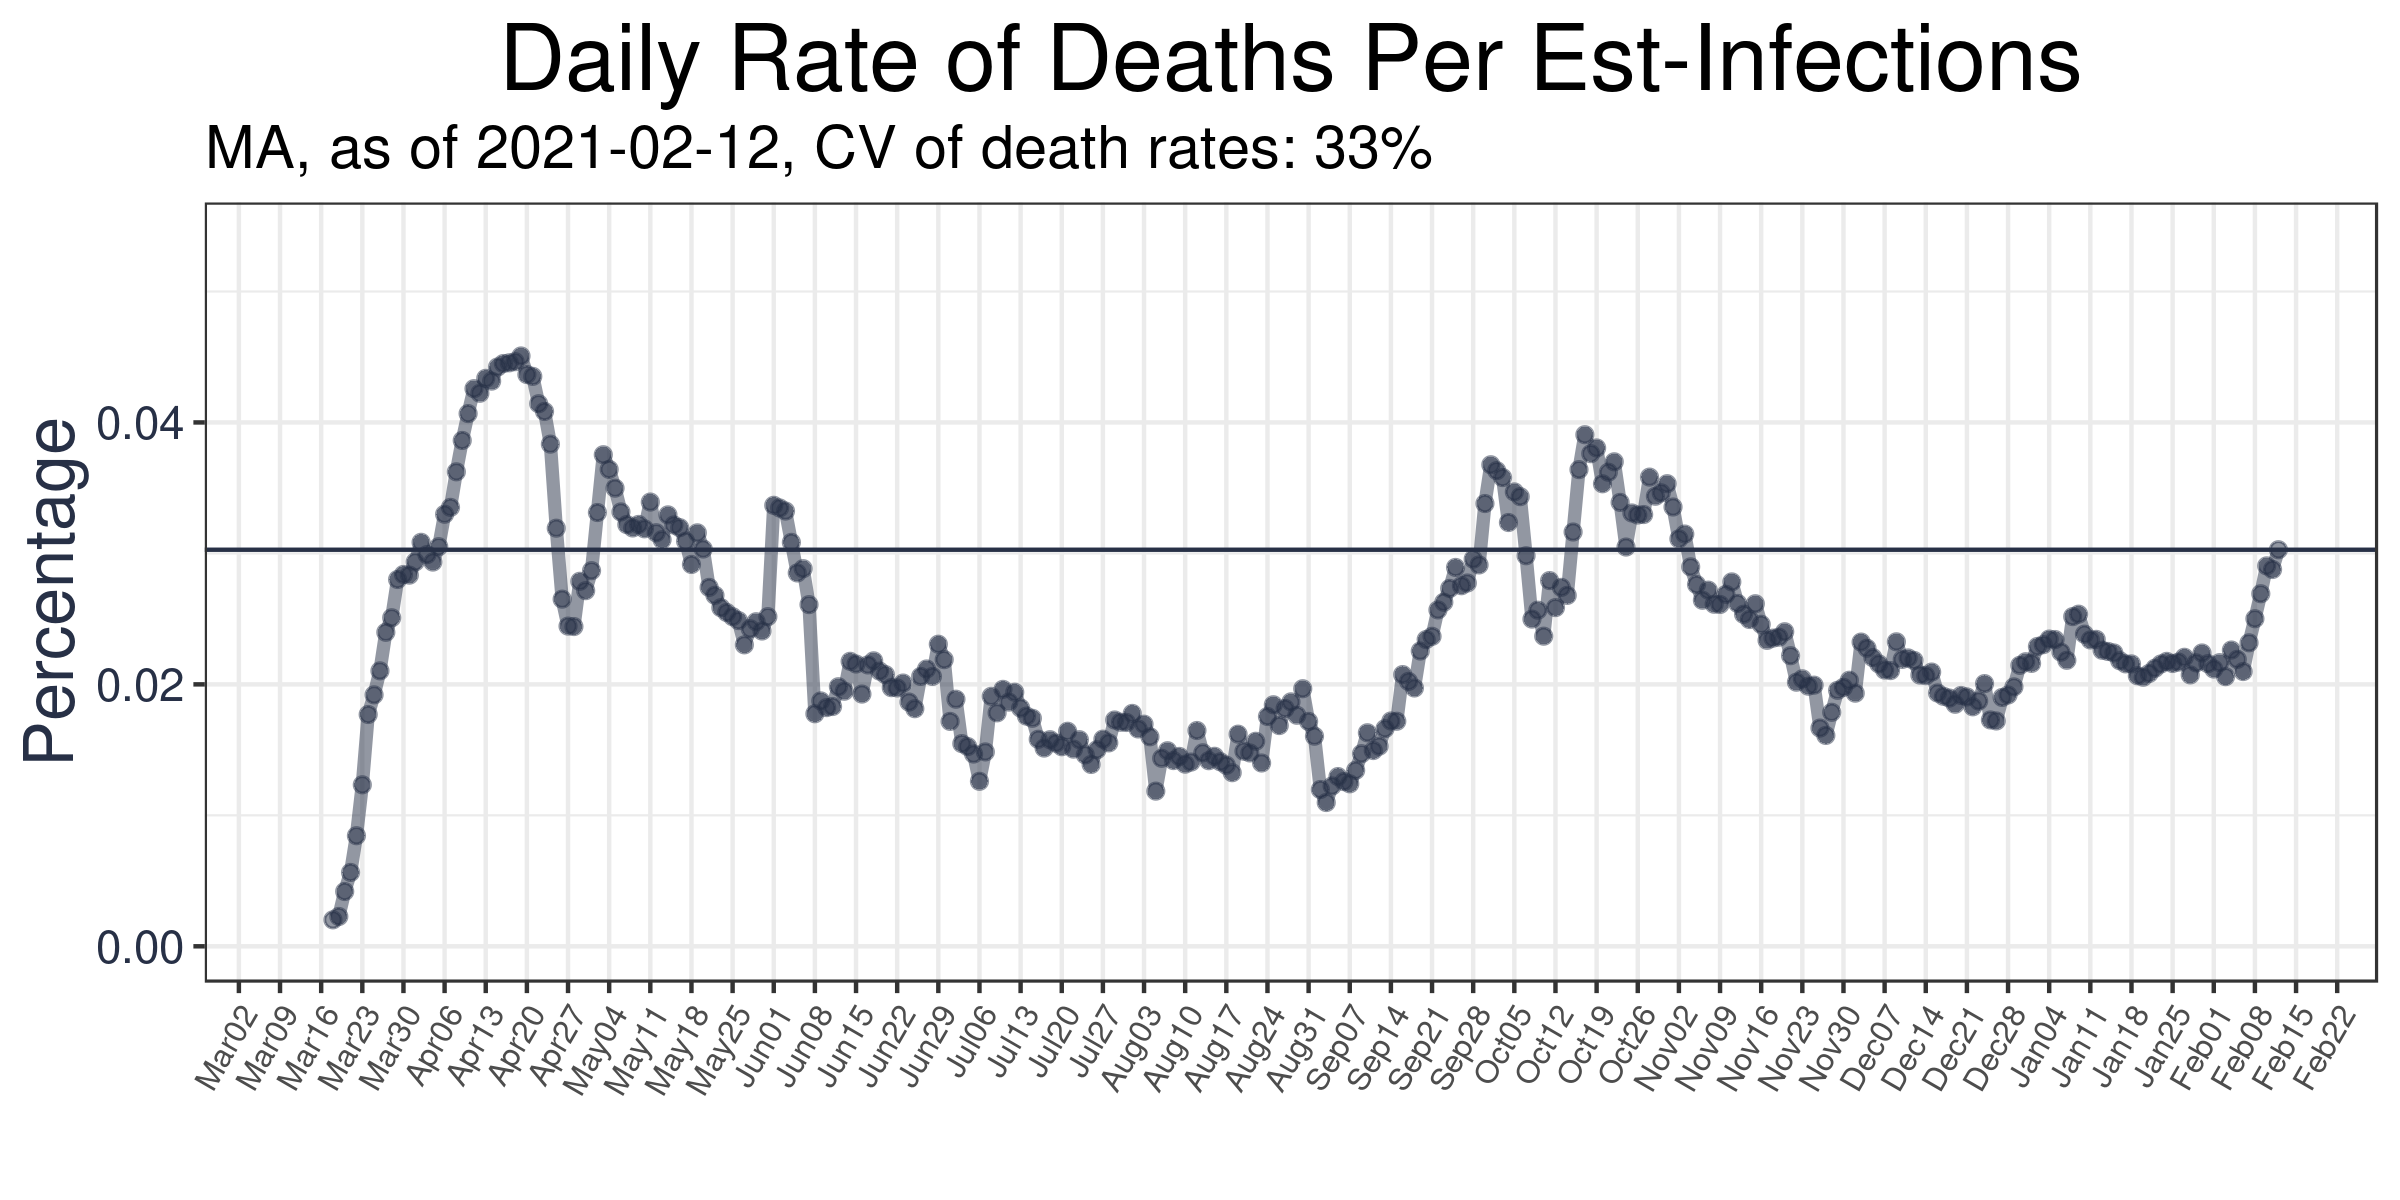 Daily Rate of Deaths Per Est-Infections
MA, as of 2021-02-12, CV of death rates: 33%
Percentage
0.04
0.02
0.00
Mar02
Mar09
Mar16
Mar23
Mar30
Apr06
Apr13
Apr20
Apr27
May04
May11
May18
May25
Jun01
Jun08
Jun15
Jun22
Jun29
Jul06
Jul13
Jul20
Jul27
Aug03
Aug10
Aug17
Aug24
Aug31
Sep07
Sep14
Sep21
Sep28
Oct05
Oct12
Oct19
Oct26
Nov02
Nov09
Nov16
Nov23
Nov30
Dec07
Dec14
Dec21
Dec28
Jan04
Jan11
Jan18
Jan25
Feb01
Feb08
Feb15
Feb22